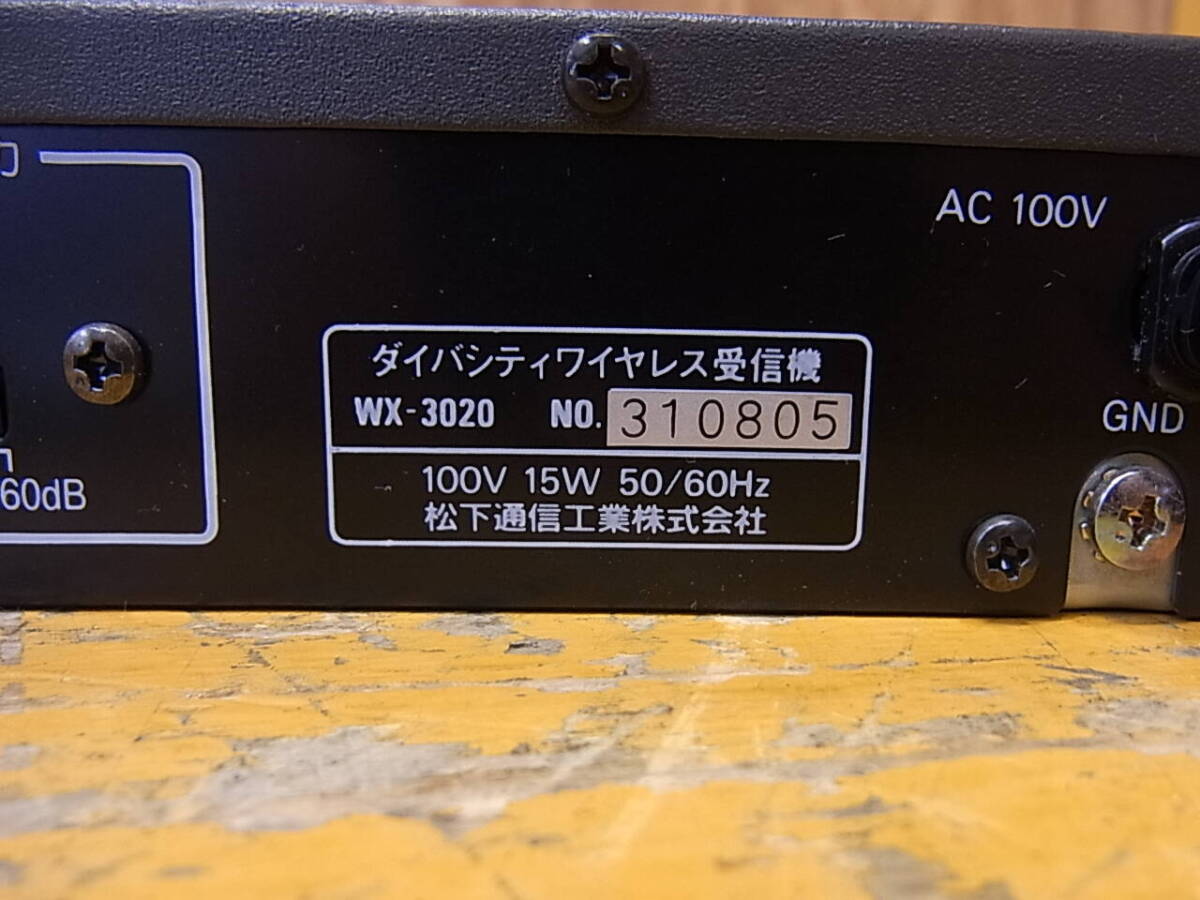 AC 100V
ダイバシティワイヤレス受信機
WX-3020 NO. 310805
100V 15W 50/60Hz
松下通信工業株式会社
GND
60dB